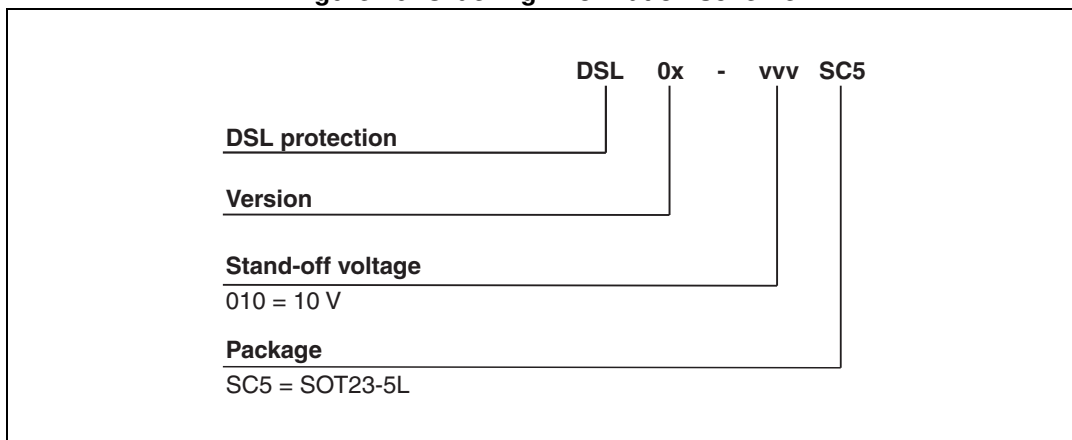 DSL 0x - vvv SC5
DSL protection
Version
Stand-off voltage
010 = 10 V
Package
SC5 = SOT23-5L